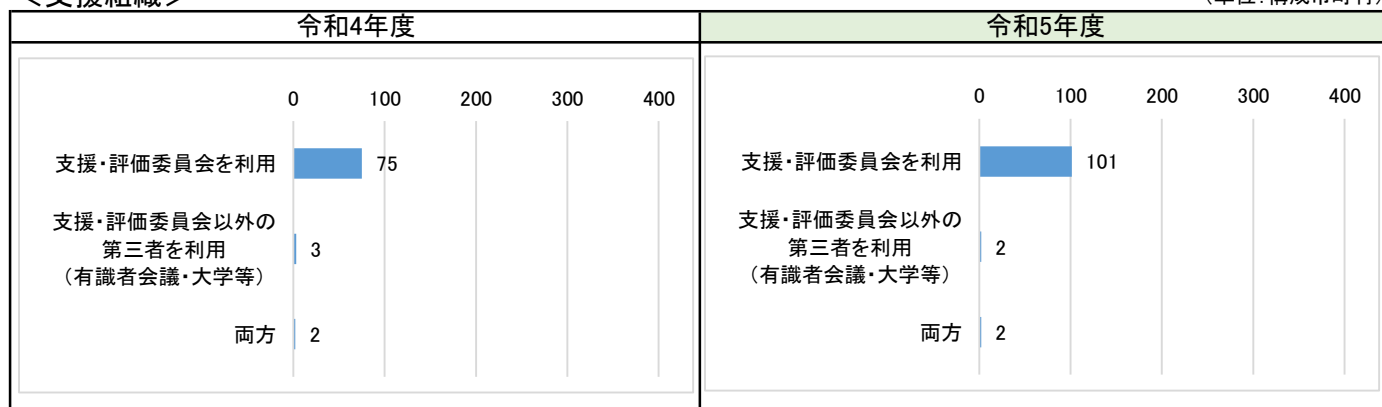 ＜支援組織＞
（単位：構成市町村）
令和4年度
0 100 200 300 400
支援・評価委員会を利用 75
支援・評価委員会以外の
第三者を利用 3
（有識者会議・大学等）
両方 2
令和5年度
0 100 200 300 400
支援・評価委員会を利用 101
支援・評価委員会以外の
第三者を利用 2
（有識者会議・大学等）
両方 2